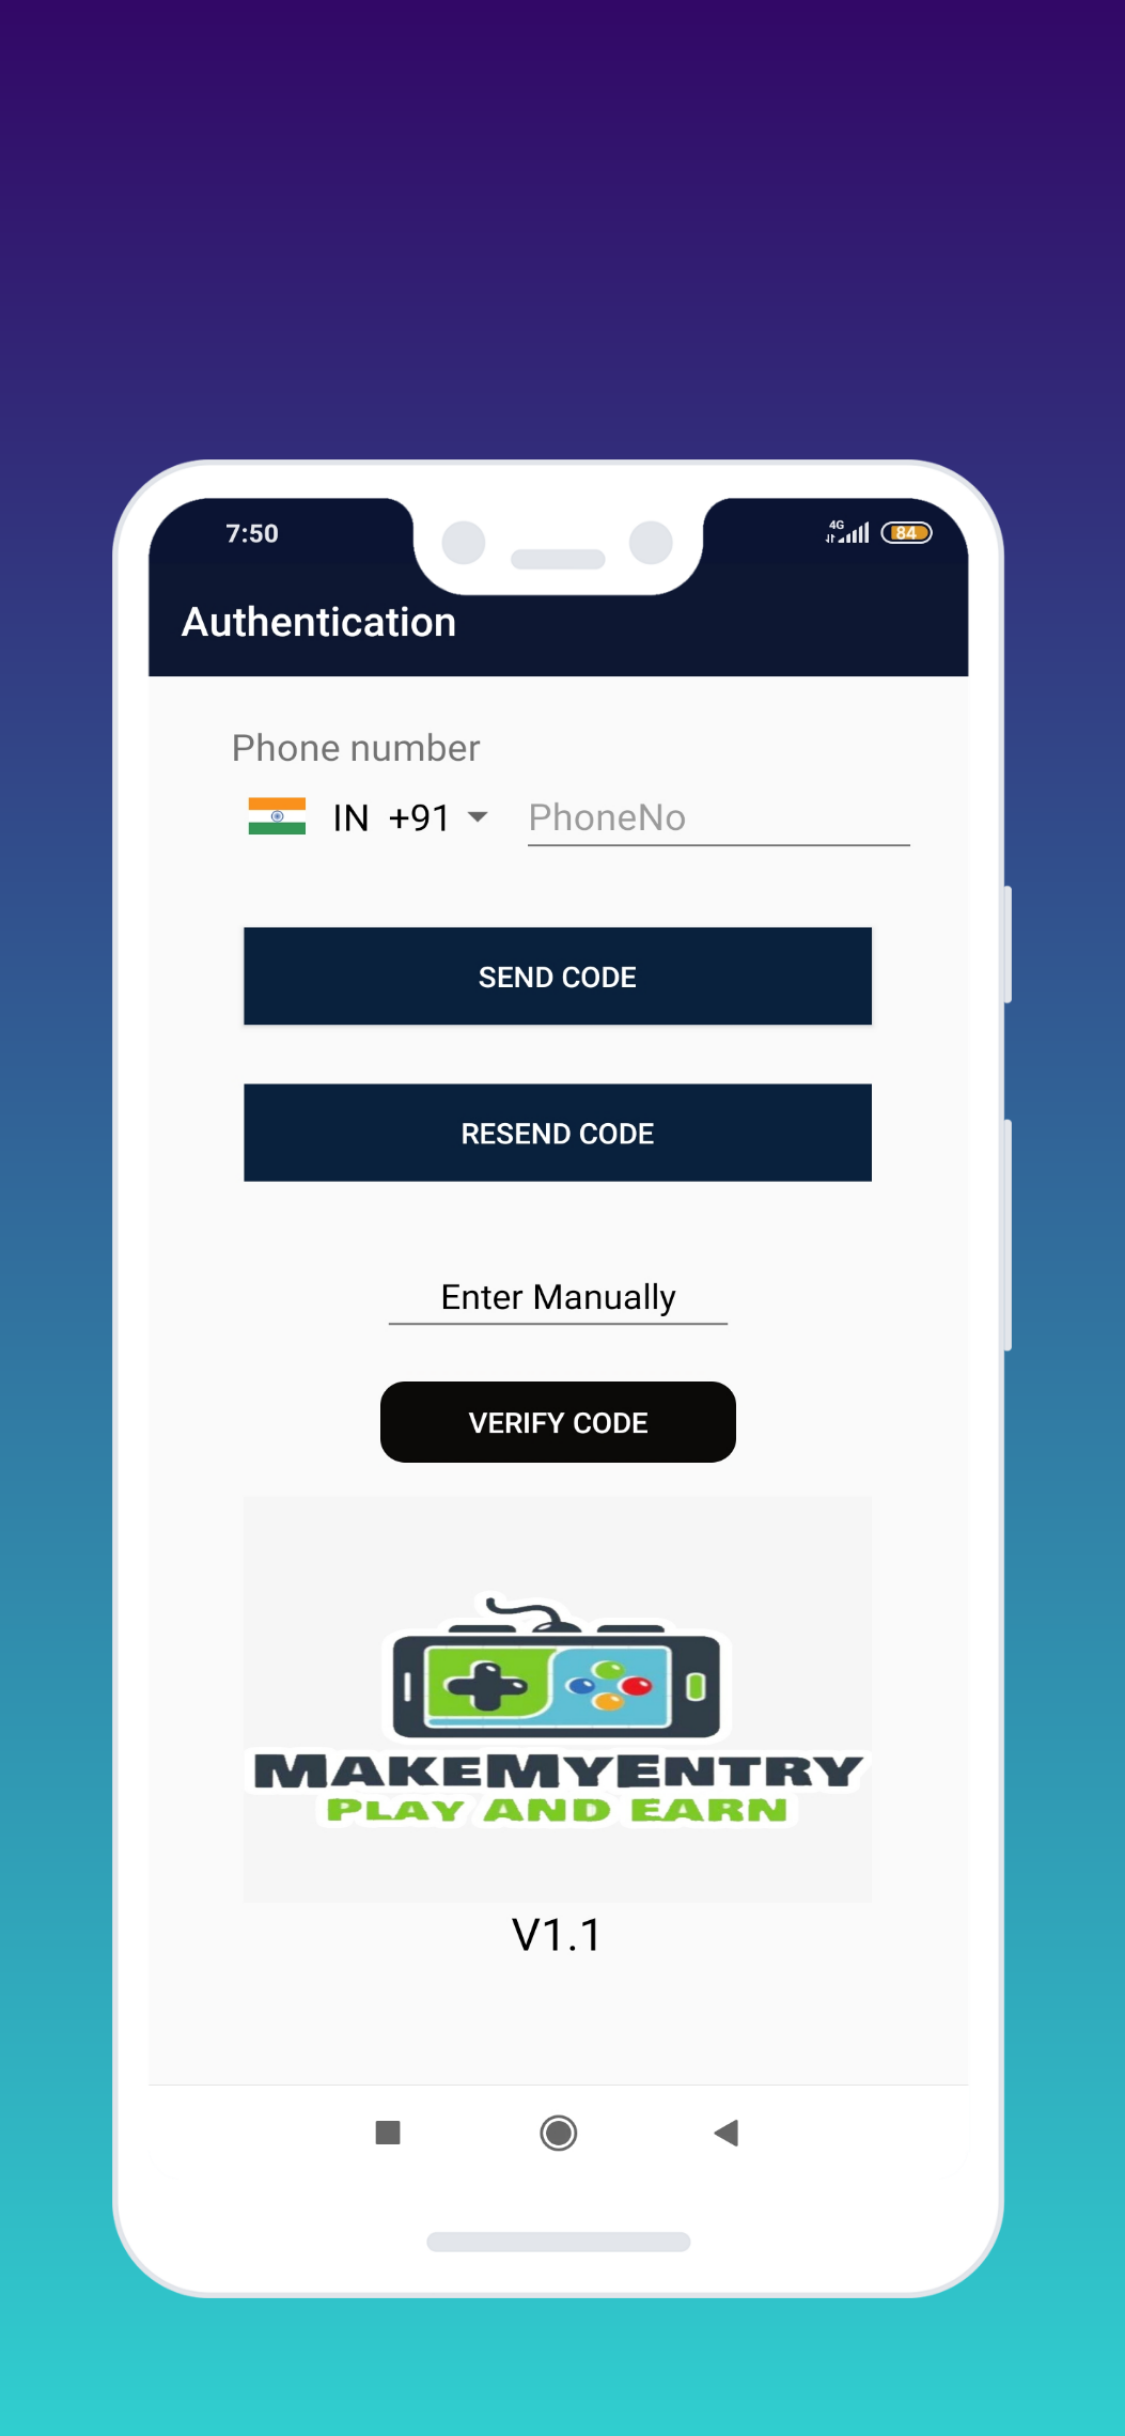 7:50
4G
84
Authentication
Phone number
IN +91 PhoneNo
SEND CODE
RESEND CODE
Enter Manually
VERIFY CODE
MAKEMYENTRY
PLAY AND EARN
V1.1